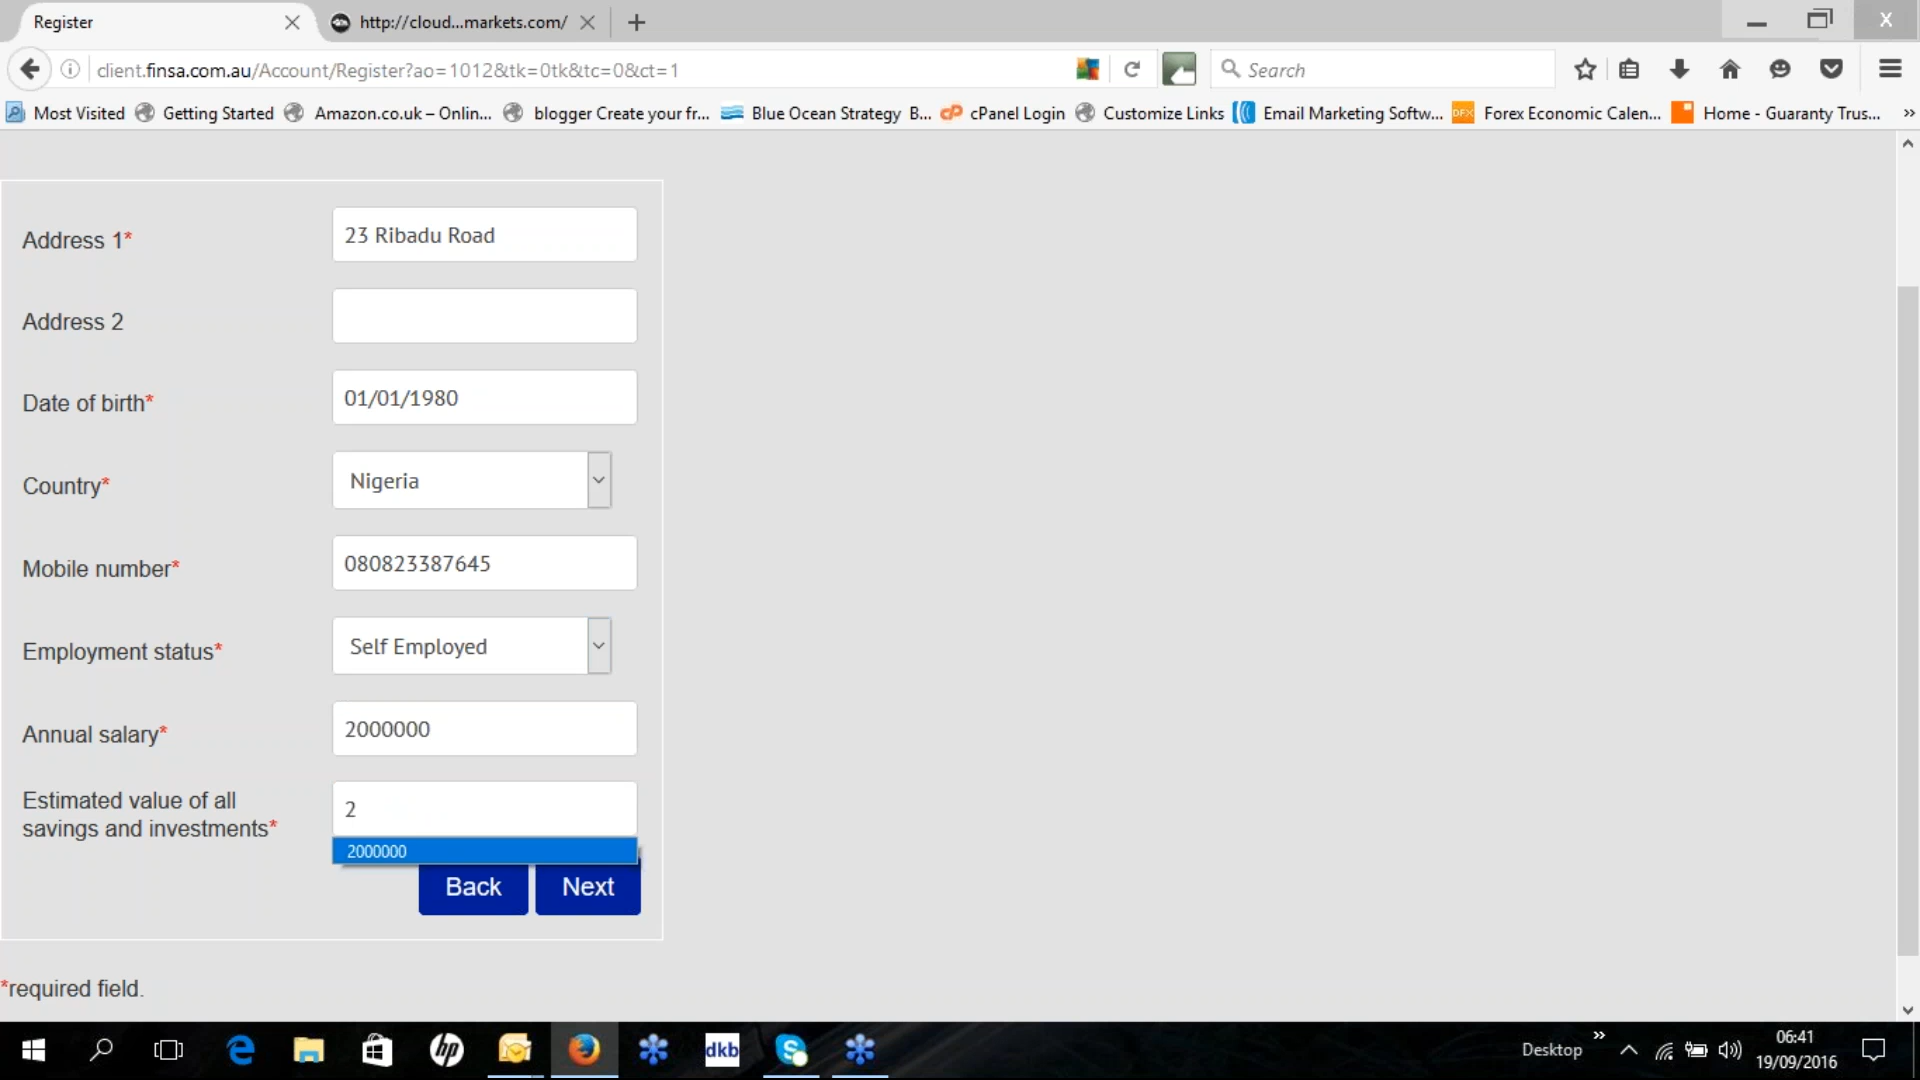 Register
http://cloud...markets.com/
X
client.finsa.com.au/Account/Register?ao=1012&tk=0tk&tc=0&ct=1
Search
Most Visited
Getting Started
Amazon.co.uk – Onlin...
blogger Create your fr...
Blue Ocean Strategy B...
cP cPanel Login
Customize Links
Email Marketing Softw...
DFX Forex Economic Calen...
Home - Guaranty Trus...
Address 1*
23 Ribadu Road
Address 2
Date of birth*
01/01/1980
Country*
Nigeria
Mobile number*
080823387645
Employment status*
Self Employed
Annual salary*
2000000
Estimated value of all
savings and investments*
2
2000000
Back
Next
*required field.
hp
dkb
Desktop
06:41
19/09/2016